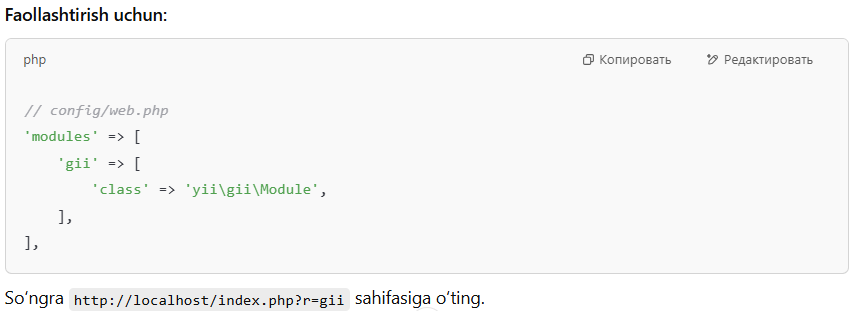 Faollashtirish uchun:
php
Копировать
Редактировать
// config/web.php
'modules' => [
    'gii' => [
        'class' => 'yii\gii\Module',
    ],
],
So‘ngra http://localhost/index.php?r=gii sahifasiga o‘ting.